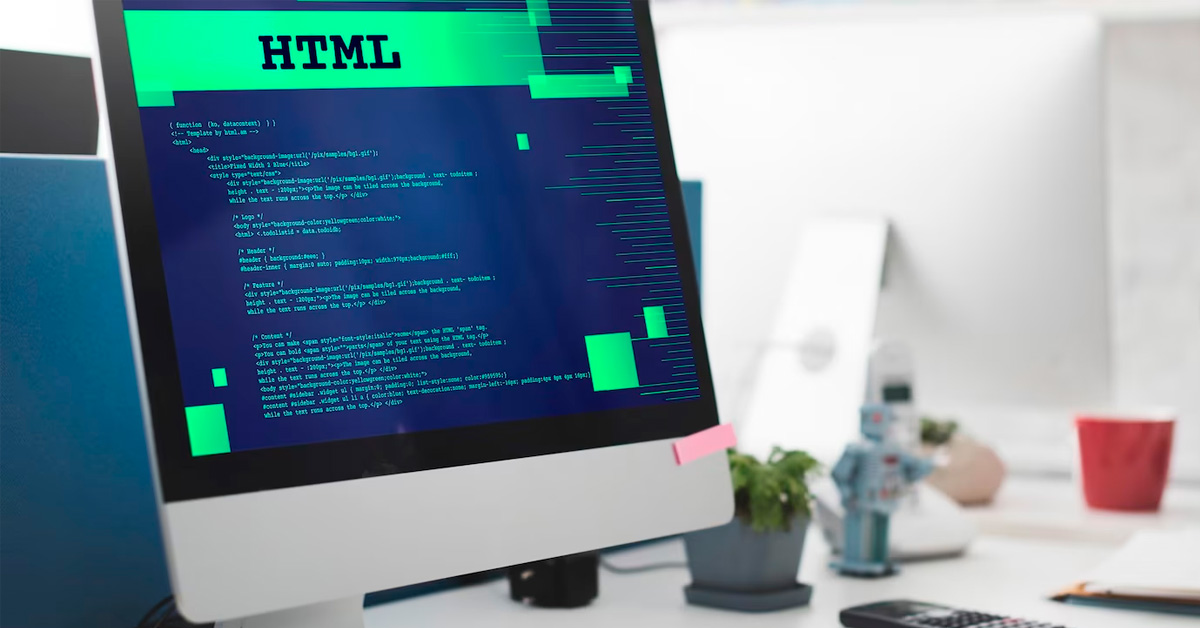 HTML
{ function (ko, datacontext) } }
<!-- Template by html.am -->
<html>
<head>
<div style="background-image:url('/pix/samples/bg1.gif');
<title>Fixed Width 2 Blue</title>
<style type="text/css">
<div style="background-image:url('/pix/samples/bg1.gif');background . text- todoitem ;
height . text - :200px;"><p>The image can be tiled across the background,
while the text runs across the top.</p> </div>
/* Logo */
<body style="background-color:yellowgreen;color:white;">
<html> <.todolistid = data.todoidb;
/* Header */
#header { background:#eee; }
#header-inner { margin:0 auto; padding:10px; width:970px;background:#fff;}
/* Feature */
<div style="background-image:url('/pix/samples/bg1.gif');background . text- todoitem ;
height . text - :200px;"><p>The image can be tiled across the background,
while the text runs across the top.</p> </div>
/* Content */
<p>You can make <span style="font-style:italic">some</span> the HTML 'span' tag.
<p>You can bold <span style="">parts</span> of your text using the HTML tag.</p>
<div style="background-image:url('/pix/samples/bg1.gif');background . text- todoitem ;
height . text - :200px;"><p>The image can be tiled across the background,
while the text runs across the top.</p> </div>
<body style="background-color:yellowgreen;color:white;">
#content #sidebar .widget ul { margin:0; padding:0; list-style:none; color:#959595;}
#content #sidebar .widget ul li a { color:blue; text-decoration:none; margin-left:-16px; padding:4px 8px 4px 16px;}
while the text runs across the top.</p> </div>